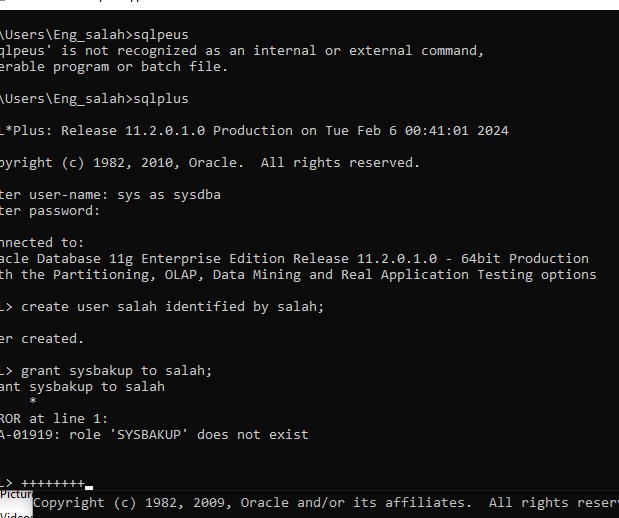 \Users\Eng_salah>sqlpeus
qlpeus' is not recognized as an internal or external command,
erable program or batch file.
\Users\Eng_salah>sqlplus
L*Plus: Release 11.2.0.1.0 Production on Tue Feb 6 00:41:01 2024
opyright (c) 1982, 2010, Oracle.  All rights reserved.
ter user-name: sys as sysdba
ter password:
nnected to:
acle Database 11g Enterprise Edition Release 11.2.0.1.0 - 64bit Production
th the Partitioning, OLAP, Data Mining and Real Application Testing options
L> create user salah identified by salah;
er created.
L> grant sysbakup to salah;
ant sysbakup to salah
*
ROR at line 1:
A-01919: role 'SYSBAKUP' does not exist
L> ++++++++
Pictur
Copyright (c) 1982, 2009, Oracle and/or its affiliates.  All rights reser
Video